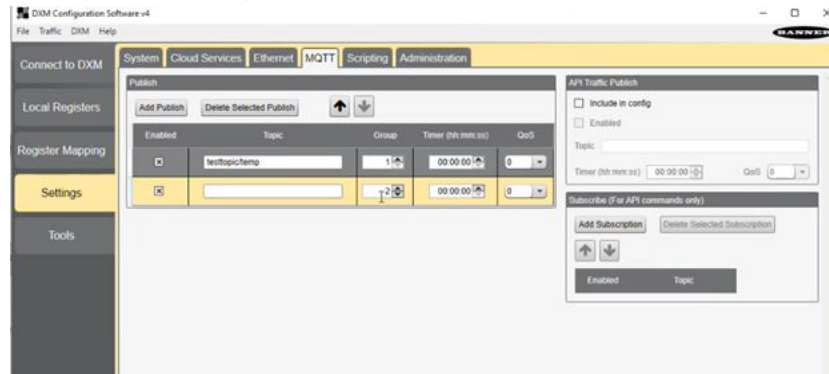 DXM Configuration Software v4
File Traffic DXM Help
BANNER
Connect to DXM
Local Registers
Register Mapping
Settings
Tools
System Cloud Services Ethernet MQTT Scripting Administration
Publish
Add Publish Delete Selected Publish
Enabled Topic Group Timer (hh:mm:ss) QoS
testtopic/temp 1 00:00:00 0
2 00:00:00 0
API Traffic Publish
Include in config
Enabled
Topic
Timer (hh:mm:ss) 00:00:00 QoS 0
Subscribe (For API commands only)
Add Subscription Delete Selected Subscription
Enabled Topic